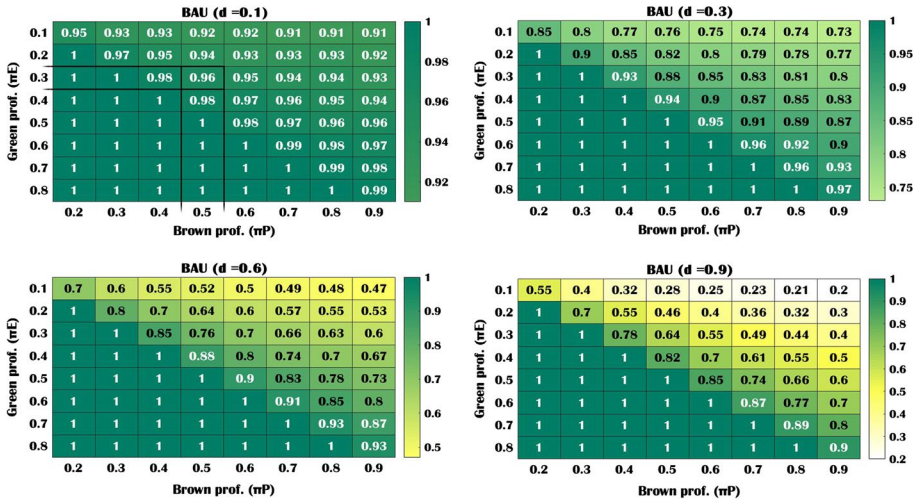 BAU (d =0.1)
0.1 0.95 0.93 0.93 0.92 0.92 0.91 0.91 0.91
0.2 1 0.97 0.95 0.94 0.93 0.93 0.93 0.92
0.3 1 1 0.98 0.96 0.95 0.94 0.94 0.93
0.4 1 1 1 0.98 0.97 0.96 0.95 0.94
0.5 1 1 1 1 0.98 0.97 0.96 0.96
0.6 1 1 1 1 1 0.99 0.98 0.97
0.7 1 1 1 1 1 1 0.99 0.98
0.8 1 1 1 1 1 1 1 0.99
0.2 0.3 0.4 0.5 0.6 0.7 0.8 0.9
Brown prof. (πP)
Green prof. (πE)
1
0.98
0.96
0.94
0.92
BAU (d =0.3)
0.1 0.85 0.8 0.77 0.76 0.75 0.74 0.74 0.73
0.2 1 0.9 0.85 0.82 0.8 0.79 0.78 0.77
0.3 1 1 0.93 0.88 0.85 0.83 0.81 0.8
0.4 1 1 1 0.94 0.9 0.87 0.85 0.83
0.5 1 1 1 1 0.95 0.91 0.89 0.87
0.6 1 1 1 1 1 0.96 0.92 0.9
0.7 1 1 1 1 1 1 0.96 0.93
0.8 1 1 1 1 1 1 1 0.97
0.2 0.3 0.4 0.5 0.6 0.7 0.8 0.9
Brown prof. (πP)
Green prof. (πE)
1
0.95
0.9
0.85
0.8
0.75
BAU (d =0.6)
0.1 0.7 0.6 0.55 0.52 0.5 0.49 0.48 0.47
0.2 1 0.8 0.7 0.64 0.6 0.57 0.55 0.53
0.3 1 1 0.85 0.76 0.7 0.66 0.63 0.6
0.4 1 1 1 0.88 0.8 0.74 0.7 0.67
0.5 1 1 1 1 0.9 0.83 0.78 0.73
0.6 1 1 1 1 1 0.91 0.85 0.8
0.7 1 1 1 1 1 1 0.93 0.87
0.8 1 1 1 1 1 1 1 0.93
0.2 0.3 0.4 0.5 0.6 0.7 0.8 0.9
Brown prof. (πP)
Green prof. (πE)
1
0.9
0.8
0.7
0.6
0.5
BAU (d =0.9)
0.1 0.55 0.4 0.32 0.28 0.25 0.23 0.21 0.2
0.2 1 0.7 0.55 0.46 0.4 0.36 0.32 0.3
0.3 1 1 0.78 0.64 0.55 0.49 0.44 0.4
0.4 1 1 1 0.82 0.7 0.61 0.55 0.5
0.5 1 1 1 1 0.85 0.74 0.66 0.6
0.6 1 1 1 1 1 0.87 0.77 0.7
0.7 1 1 1 1 1 1 0.89 0.8
0.8 1 1 1 1 1 1 1 0.9
0.2 0.3 0.4 0.5 0.6 0.7 0.8 0.9
Brown prof. (πP)
Green prof. (πE)
1
0.9
0.8
0.7
0.6
0.5
0.4
0.3
0.2